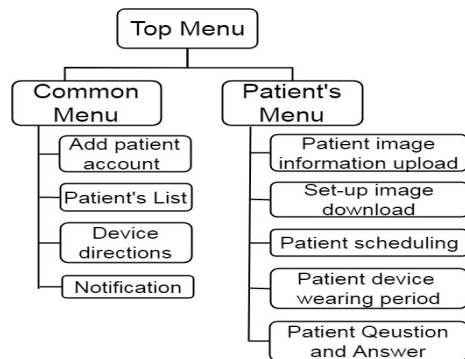 Top Menu
Common
Menu
Add patient
account
Patient's List
Device
directions
Notification
Patient's
Menu
Patient image
information upload
Set-up image
download
Patient scheduling
Patient device
wearing period
Patient Qeustion
and Answer